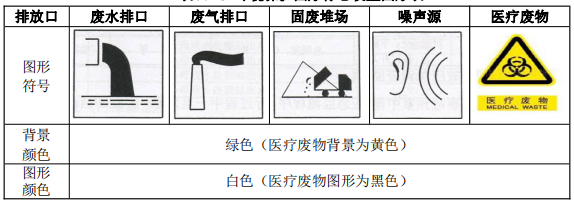 排放口 废水排口 废气排口 固废堆场 噪声源 医疗废物
图形
符号
医疗废物
MEDICAL WASTE
背景
颜色
绿色（医疗废物背景为黄色）
图形
颜色
白色（医疗废物图形为黑色）